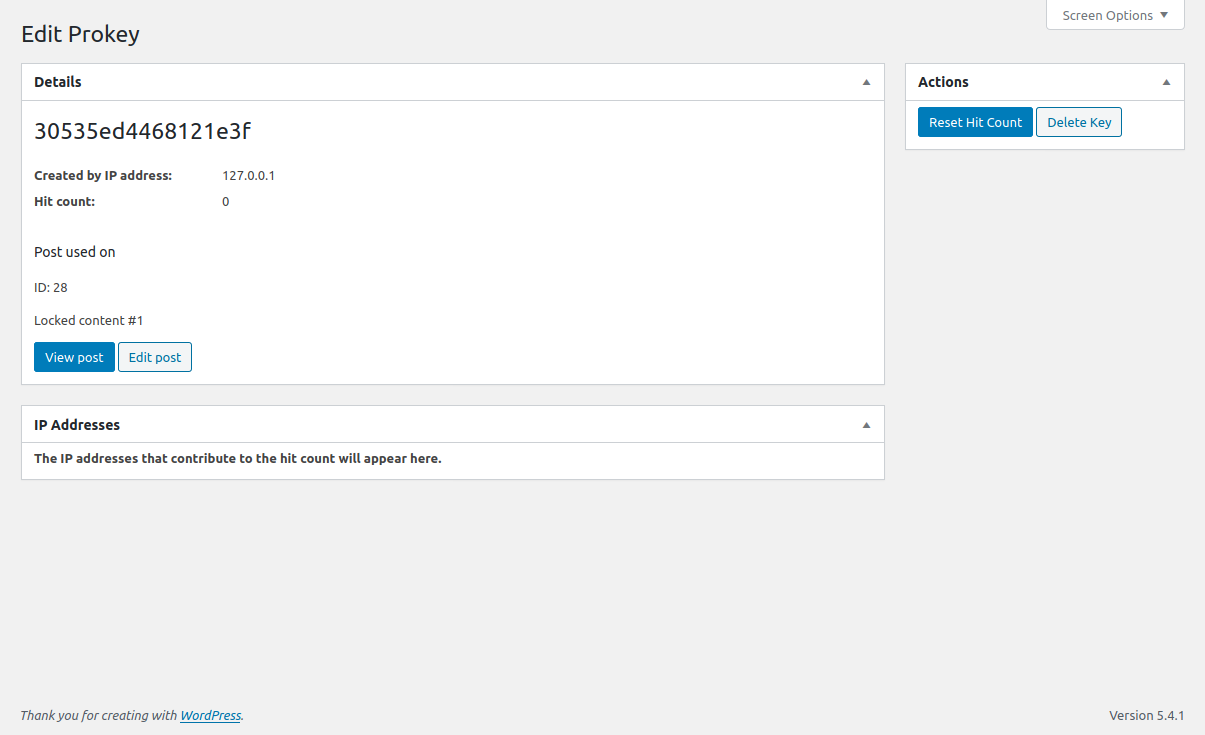 Screen Options
Edit Prokey
Details
30535ed4468121e3f
Created by IP address: 127.0.0.1
Hit count: 0
Post used on
ID: 28
Locked content #1
View post Edit post
IP Addresses
The IP addresses that contribute to the hit count will appear here.
Actions
Reset Hit Count Delete Key
Thank you for creating with WordPress.
Version 5.4.1